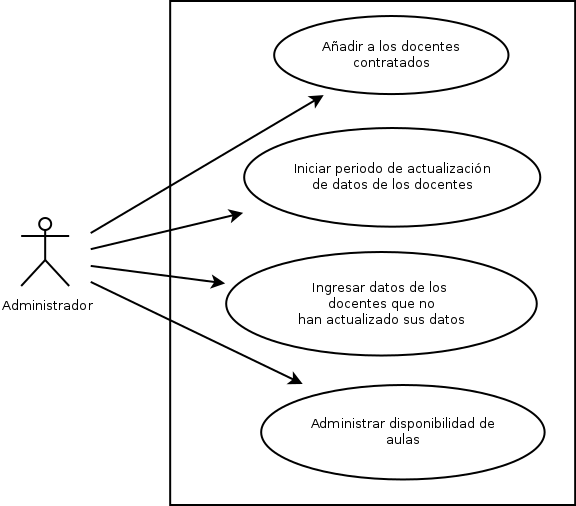 Añadir a los docentes
contratados
Iniciar periodo de actualización
de datos de los docentes
Administrador
Ingresar datos de los
docentes que no
han actualizado sus datos
Administrar disponibilidad de
aulas